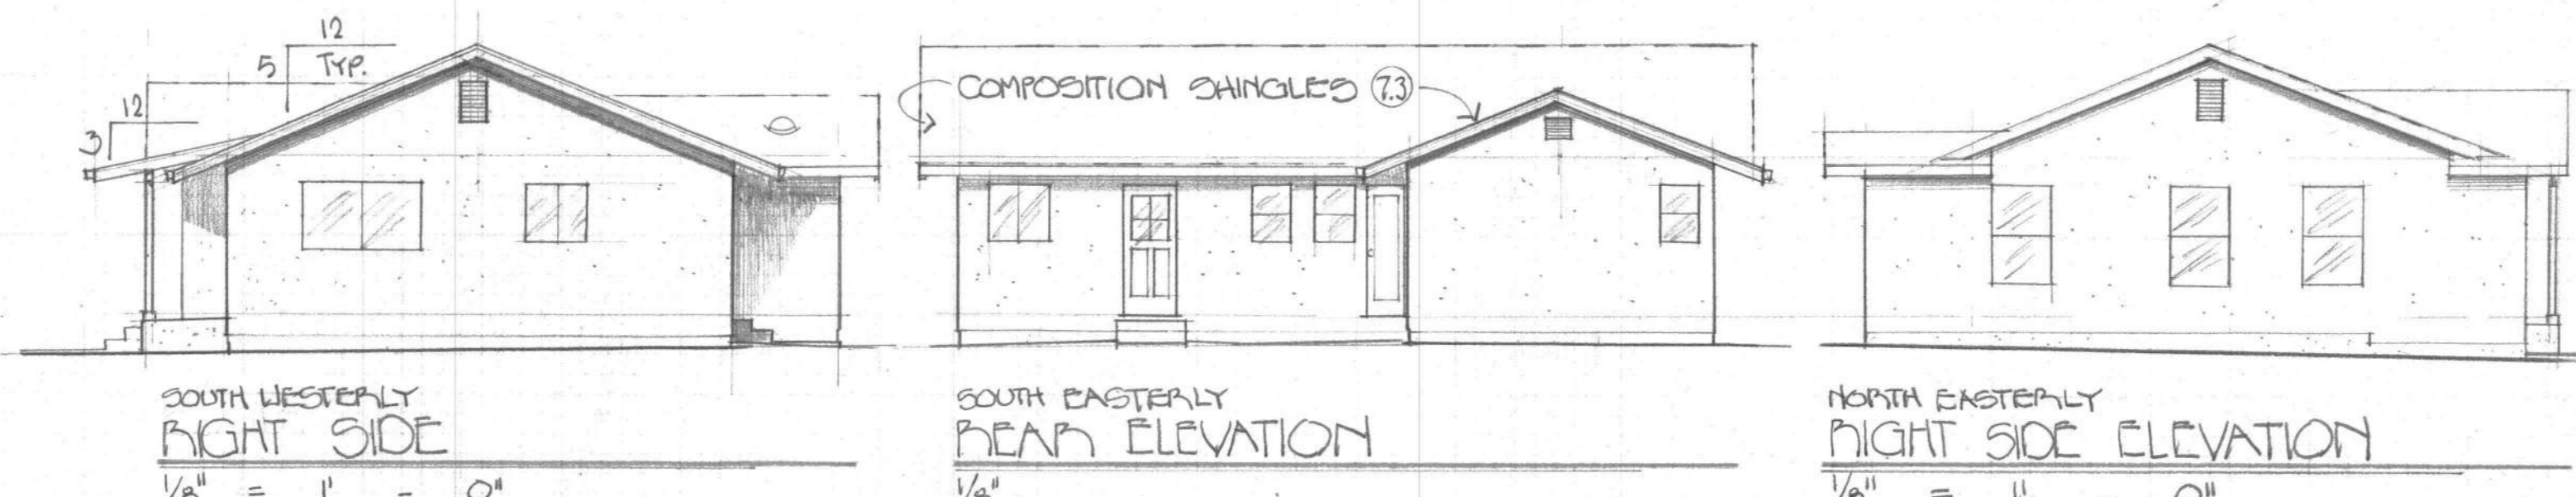 12
5 TYP.
12
3
COMPOSITION SHINGLES 7.3
SOUTH WESTERLY
RIGHT SIDE
1/8" = 1' - 0"
SOUTH EASTERLY
REAR ELEVATION
1/8"
NORTH EASTERLY
RIGHT SIDE ELEVATION
1/8" = 1' - 0"